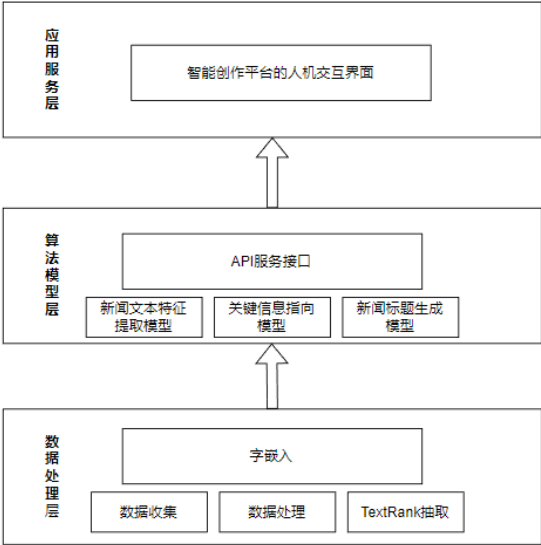 应用服务层
智能创作平台的人机交互界面
算法模型层
API服务接口
新闻文本特征
提取模型
关键信息指向
模型
新闻标题生成
模型
数据处理层
字嵌入
数据收集
数据处理
TextRank抽取